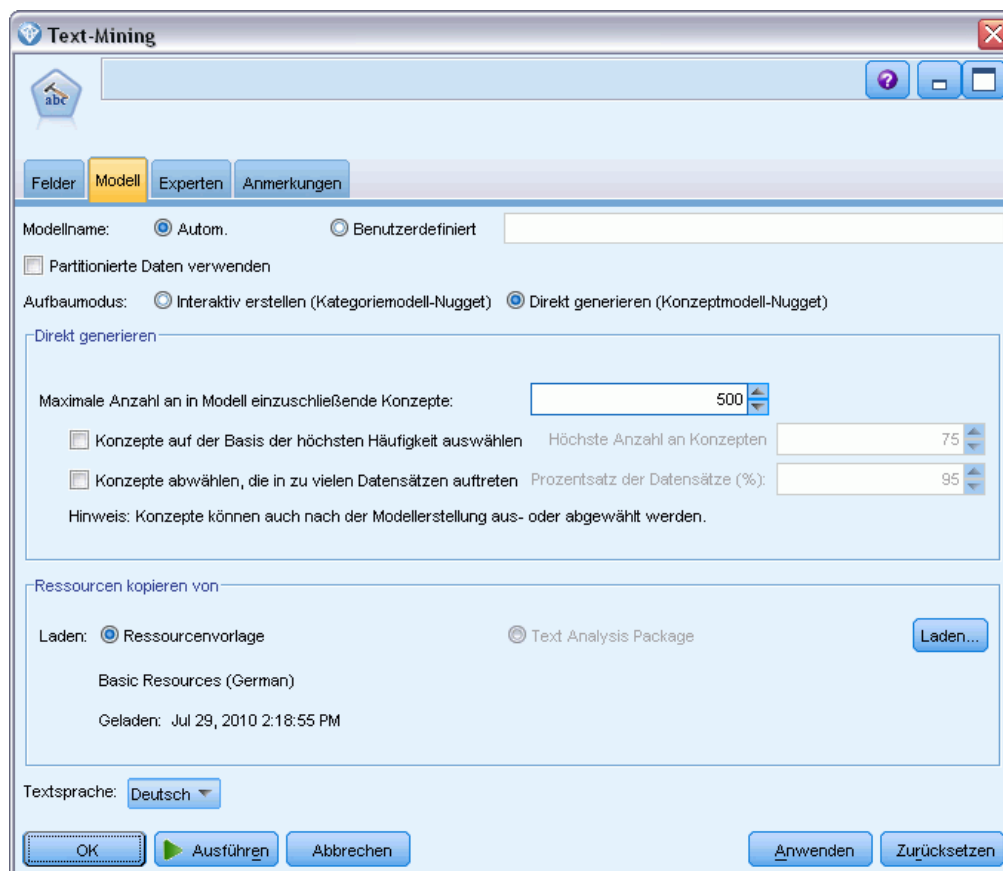 Text-Mining
abc
?
Felder Modell Experten Anmerkungen
Modellname: Autom. Benutzerdefiniert
Partitionierte Daten verwenden
Aufbaumodus: Interaktiv erstellen (Kategoriemodell-Nugget) Direkt generieren (Konzeptmodell-Nugget)
Direkt generieren
Maximale Anzahl an in Modell einzuschließende Konzepte: 500
Konzepte auf der Basis der höchsten Häufigkeit auswählen Höchste Anzahl an Konzepten 75
Konzepte abwählen, die in zu vielen Datensätzen auftreten Prozentsatz der Datensätze (%): 95
Hinweis: Konzepte können auch nach der Modellerstellung aus- oder abgewählt werden.
Ressourcen kopieren von
Laden: Ressourcenvorlage Text Analysis Package Laden...
Basic Resources (German)
Geladen: Jul 29, 2010 2:18:55 PM
Textsprache: Deutsch
OK Ausführen Abbrechen Anwenden Zurücksetzen